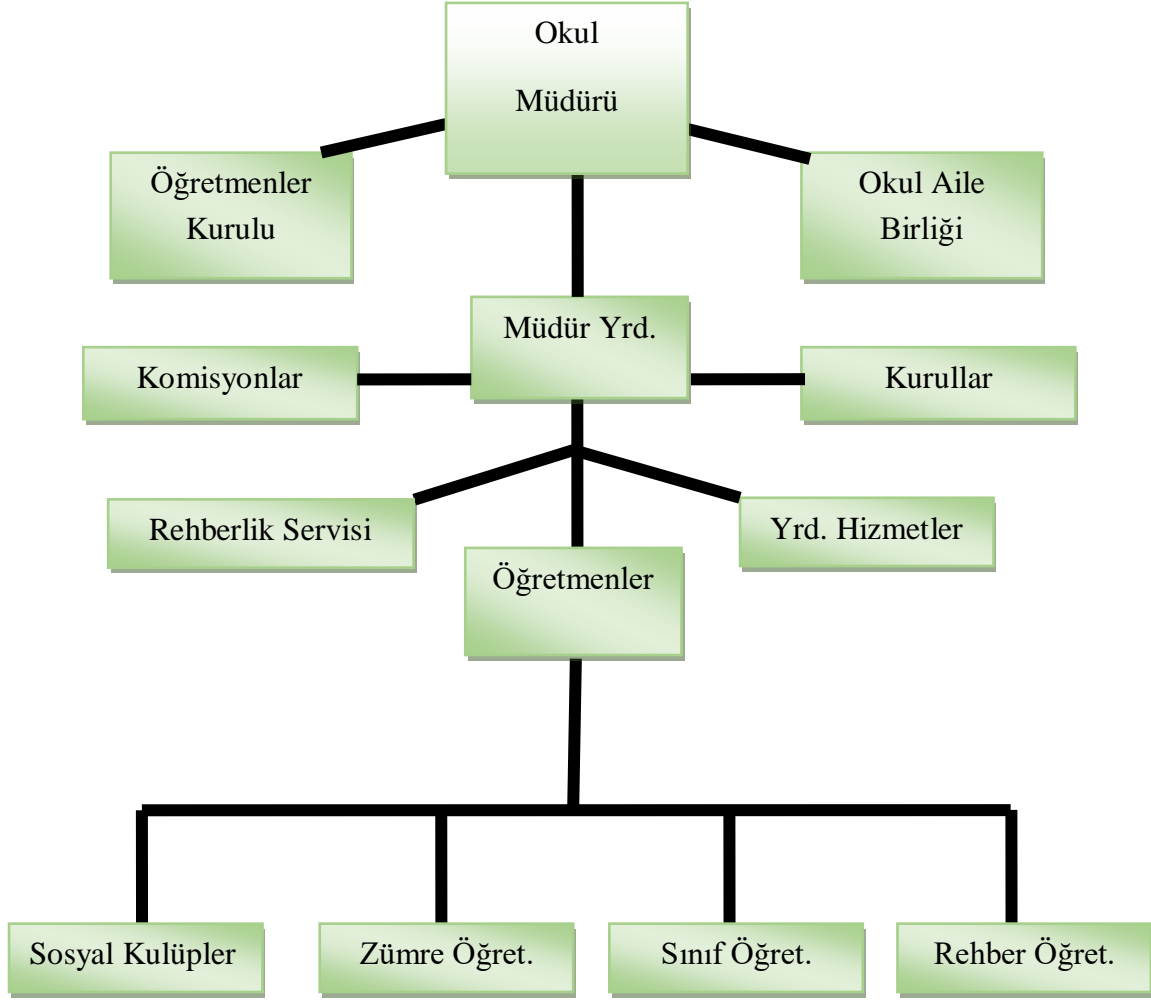 Okul
Müdürü
Öğretmenler
Kurulu
Okul Aile
Birliği
Müdür Yrd.
Komisyonlar
Kurullar
Rehberlik Servisi
Yrd. Hizmetler
Öğretmenler
Sosyal Kulüpler
Zümre Öğret.
Sınıf Öğret.
Rehber Öğret.